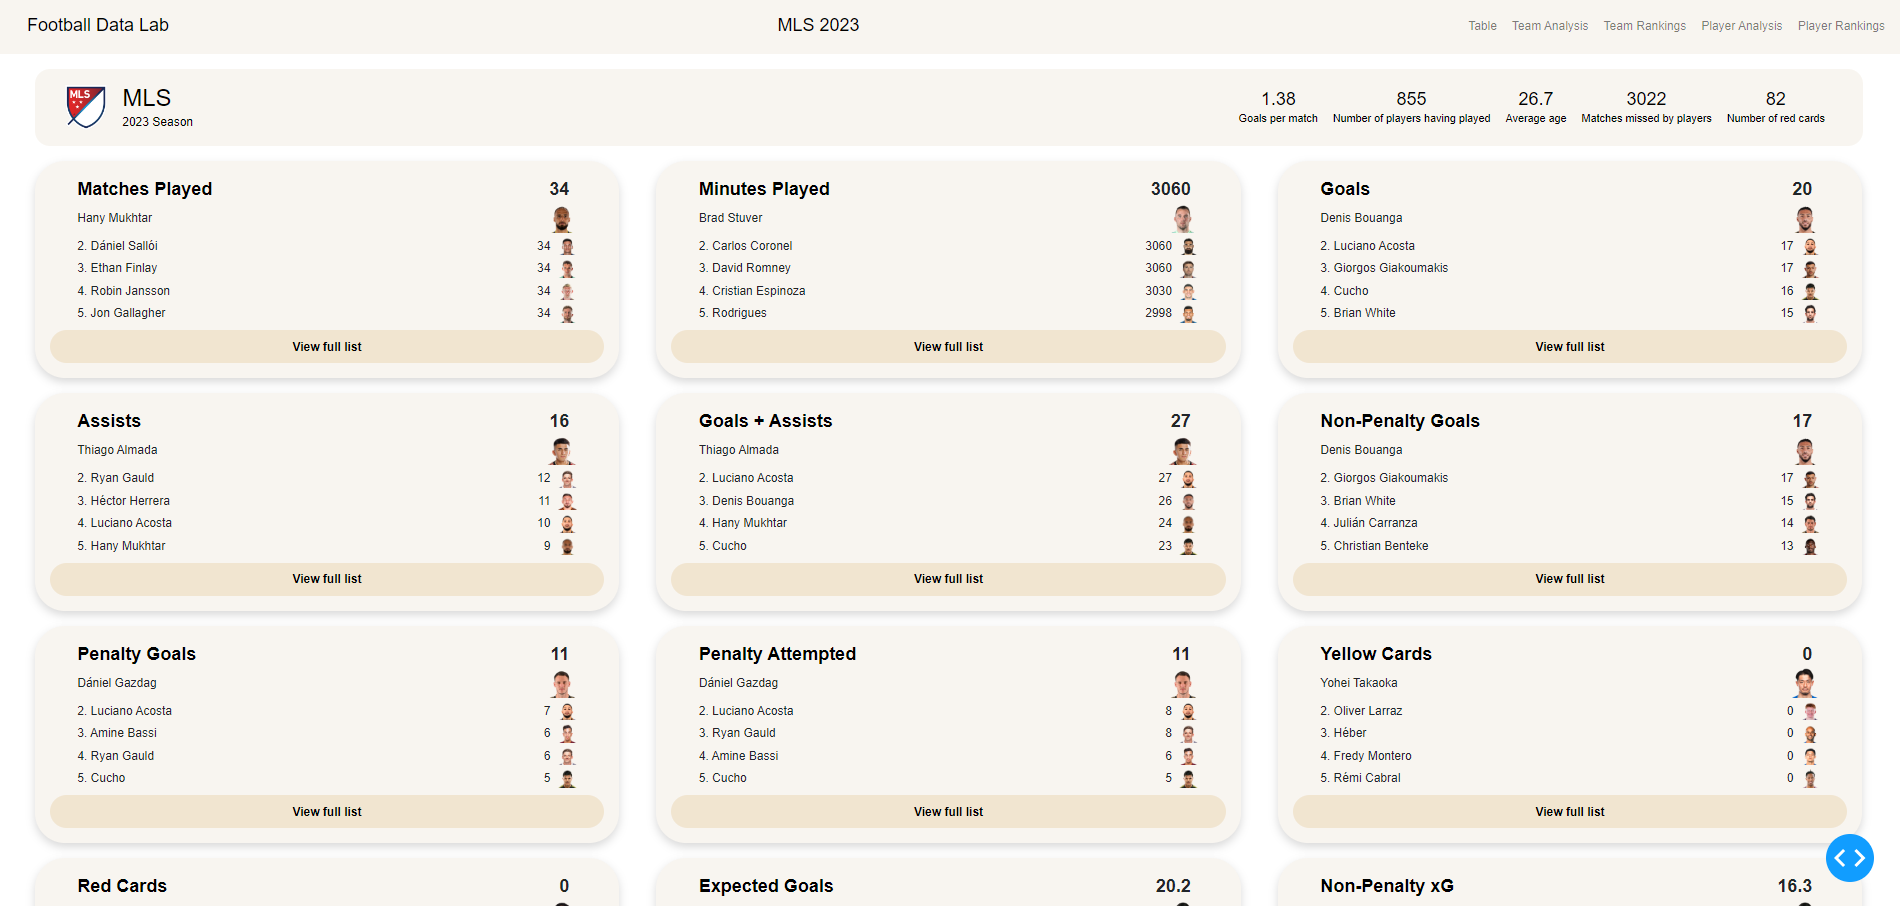 Football Data Lab
MLS 2023
Table Team Analysis Team Rankings Player Analysis Player Rankings
MLS
MLS
2023 Season
1.38 855 26.7 3022 82
Goals per match Number of players having played Average age Matches missed by players Number of red cards
Matches Played 34
Hany Mukhtar
2. Dániel Sallói 34
3. Ethan Finlay 34
4. Robin Jansson 34
5. Jon Gallagher 34
View full list
Minutes Played 3060
Brad Stuver
2. Carlos Coronel 3060
3. David Romney 3060
4. Cristian Espinoza 3030
5. Rodrigues 2998
View full list
Goals 20
Denis Bouanga
2. Luciano Acosta 17
3. Giorgos Giakoumakis 17
4. Cucho 16
5. Brian White 15
View full list
Assists 16
Thiago Almada
2. Ryan Gauld 12
3. Héctor Herrera 11
4. Luciano Acosta 10
5. Hany Mukhtar 9
View full list
Goals + Assists 27
Thiago Almada
2. Luciano Acosta 27
3. Denis Bouanga 26
4. Hany Mukhtar 24
5. Cucho 23
View full list
Non-Penalty Goals 17
Denis Bouanga
2. Giorgos Giakoumakis 17
3. Brian White 15
4. Julián Carranza 14
5. Christian Benteke 13
View full list
Penalty Goals 11
Dániel Gazdag
2. Luciano Acosta 7
3. Amine Bassi 6
4. Ryan Gauld 6
5. Cucho 5
View full list
Penalty Attempted 11
Dániel Gazdag
2. Luciano Acosta 8
3. Ryan Gauld 8
4. Amine Bassi 6
5. Cucho 5
View full list
Yellow Cards 0
Yohei Takaoka
2. Oliver Larraz 0
3. Héber 0
4. Fredy Montero 0
5. Rémi Cabral 0
View full list
Red Cards 0
Expected Goals 20.2
Non-Penalty xG 16.3